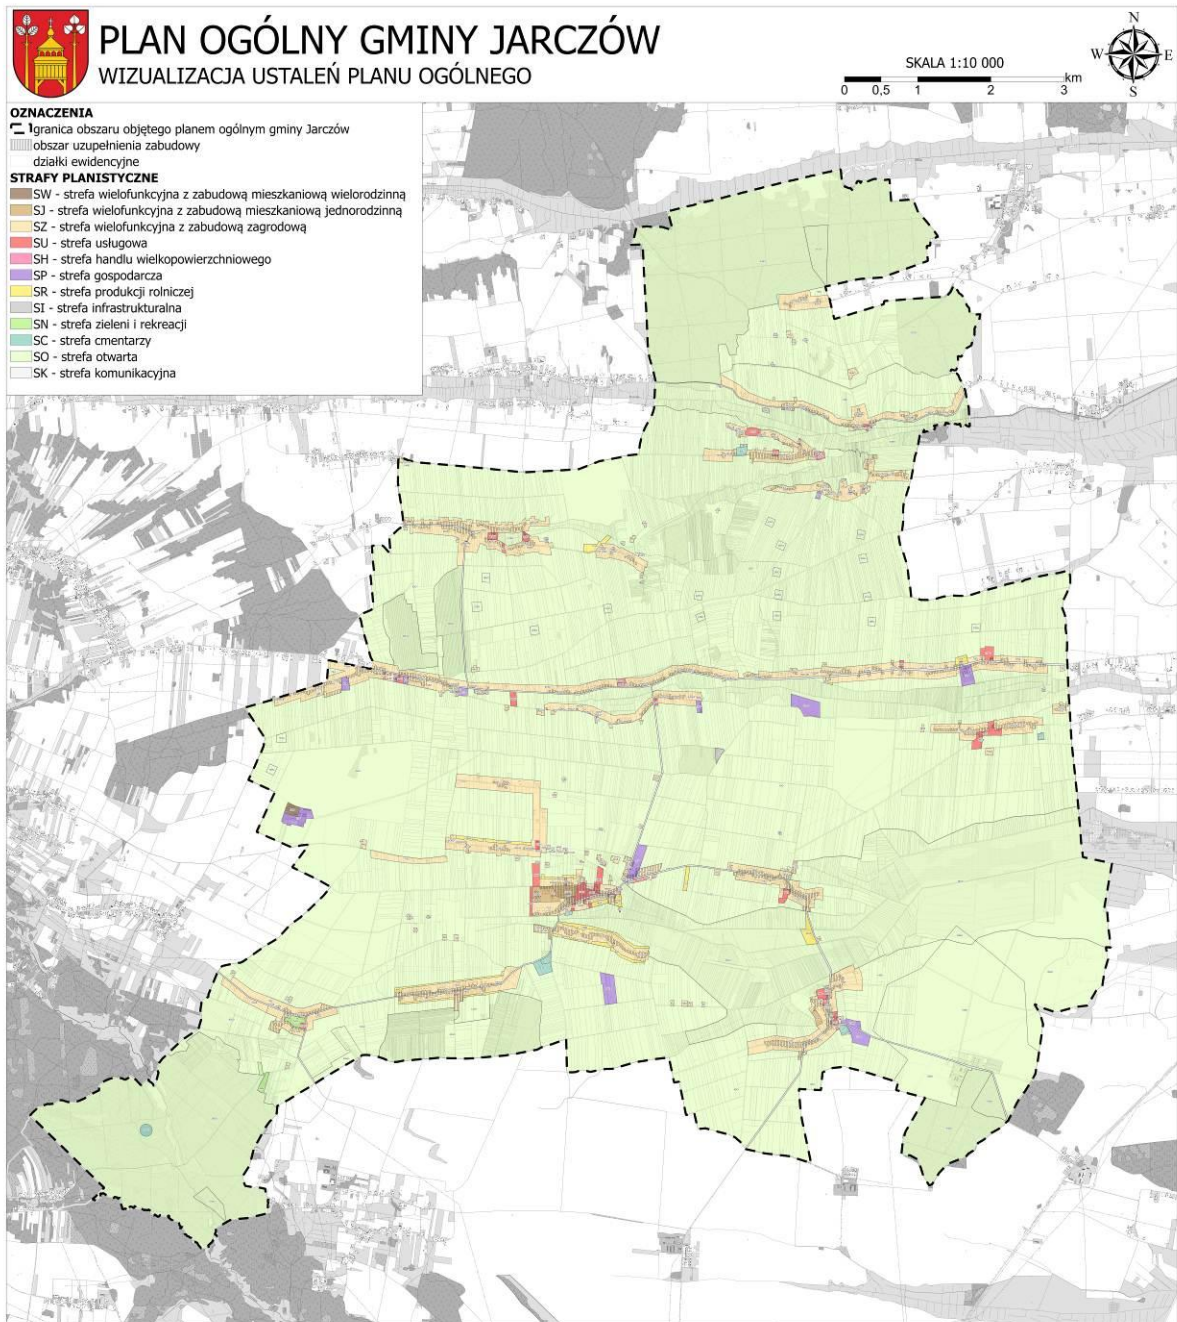 PLAN OGÓLNY GMINY JARCZÓW
WIZUALIZACJA USTALEŃ PLANU OGÓLNEGO
SKALA 1:10 000
km
0 0,5 1 2 3
N
W E
S
OZNACZENIA
granica obszaru objętego planem ogólnym gminy Jarczów
obszar uzupełnienia zabudowy
działki ewidencyjne
STRAFY PLANISTYCZNE
SW - strefa wielofunkcyjna z zabudową mieszkaniową wielorodzinną
SJ - strefa wielofunkcyjna z zabudową mieszkaniową jednorodzinną
SZ - strefa wielofunkcyjna z zabudową zagrodową
SU - strefa usługowa
SH - strefa handlu wielkopowierzchniowego
SP - strefa gospodarcza
SR - strefa produkcji rolniczej
SI - strefa infrastrukturalna
SN - strefa zieleni i rekreacji
SC - strefa cmentarzy
SO - strefa otwarta
SK - strefa komunikacyjna